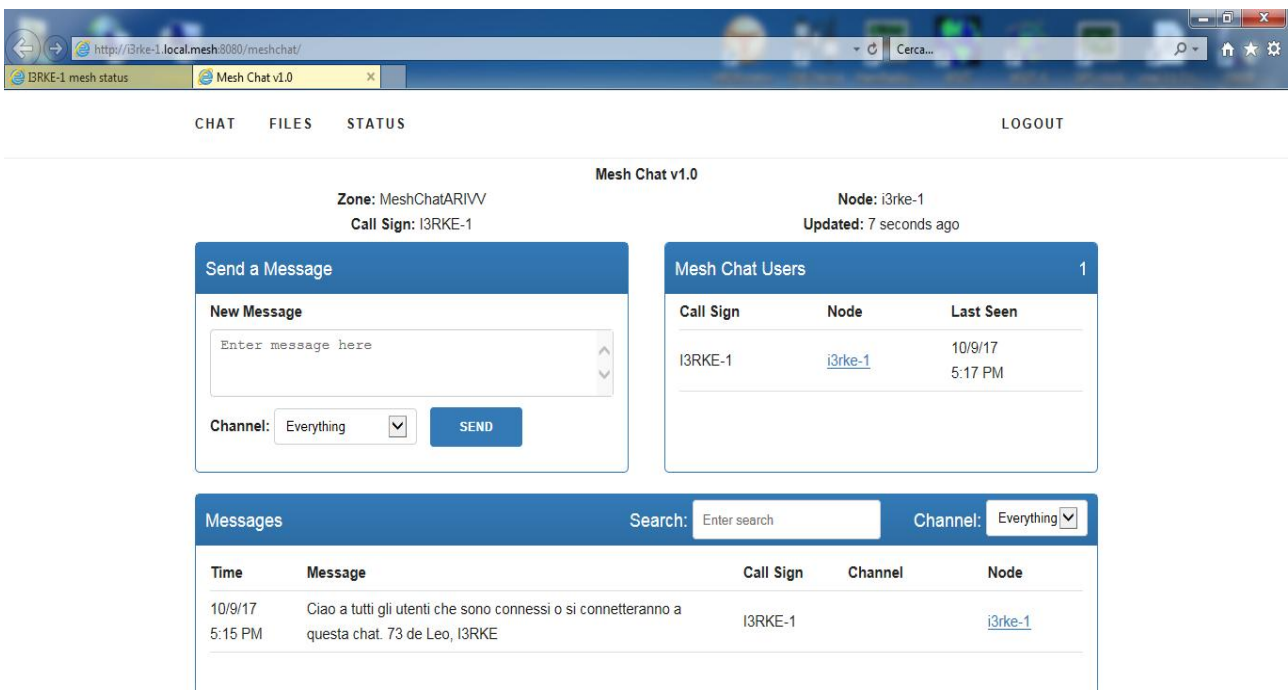 http://i3rke-1.local.mesh:8080/meshchat/
Cerca...
I3RKE-1 mesh status
Mesh Chat v1.0
CHAT FILES STATUS LOGOUT
Mesh Chat v1.0
Zone: MeshChatARIVV Node: i3rke-1
Call Sign: I3RKE-1 Updated: 7 seconds ago
Send a Message
New Message
Enter message here
Channel: Everything SEND
Mesh Chat Users 1
Call Sign Node Last Seen
I3RKE-1 i3rke-1 10/9/17
5:17 PM
Messages Search: Enter search Channel: Everything
Time Message Call Sign Channel Node
10/9/17 Ciao a tutti gli utenti che sono connessi o si connetteranno a
5:15 PM questa chat. 73 de Leo, I3RKE
I3RKE-1 i3rke-1